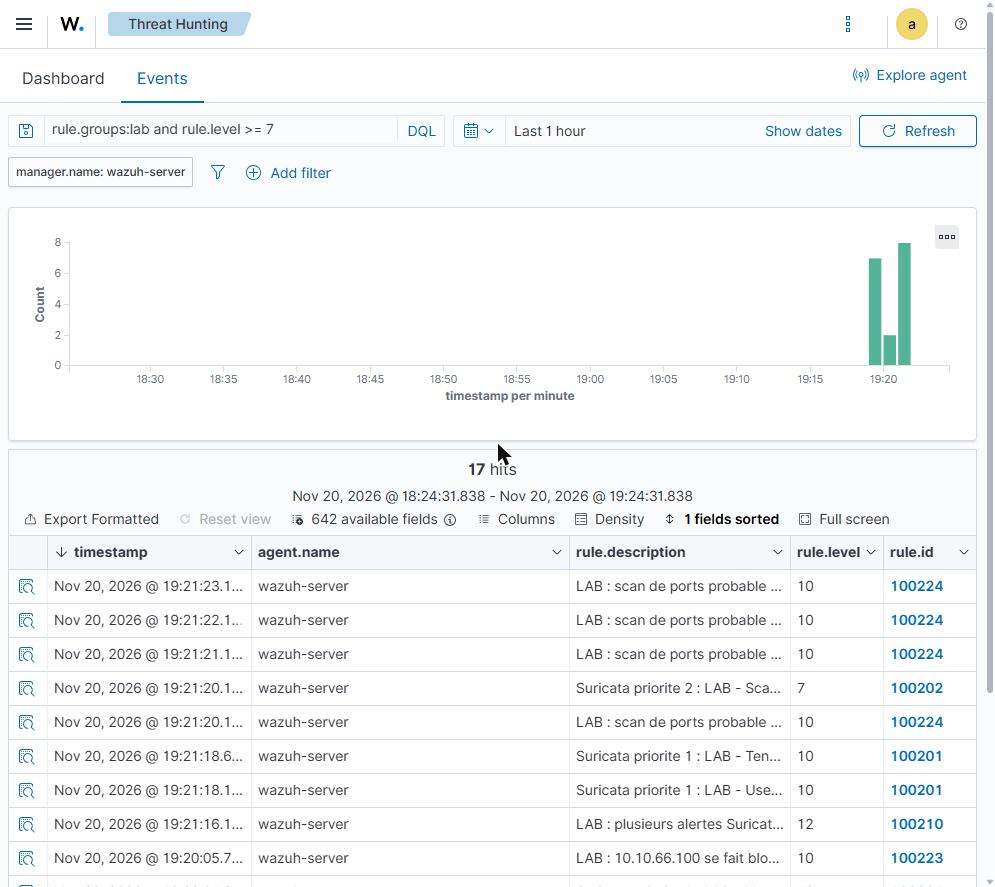 W. Threat Hunting a
Dashboard Events Explore agent
rule.groups:lab and rule.level >= 7 DQL Last 1 hour Show dates Refresh
manager.name: wazuh-server Add filter
8
6
4
2
0
Count
18:30 18:35 18:40 18:45 18:50 18:55 19:00 19:05 19:10 19:15 19:20
timestamp per minute
17 hits
Nov 20, 2026 @ 18:24:31.838 - Nov 20, 2026 @ 19:24:31.838
Export Formatted Reset view 642 available fields Columns Density 1 fields sorted Full screen
timestamp agent.name rule.description rule.level rule.id
Nov 20, 2026 @ 19:21:23.1... wazuh-server LAB : scan de ports probable ... 10 100224
Nov 20, 2026 @ 19:21:22.1... wazuh-server LAB : scan de ports probable ... 10 100224
Nov 20, 2026 @ 19:21:21.1... wazuh-server LAB : scan de ports probable ... 10 100224
Nov 20, 2026 @ 19:21:20.1... wazuh-server Suricata priorite 2 : LAB - Sca... 7 100202
Nov 20, 2026 @ 19:21:20.1... wazuh-server LAB : scan de ports probable ... 10 100224
Nov 20, 2026 @ 19:21:18.6... wazuh-server Suricata priorite 1 : LAB - Ten... 10 100201
Nov 20, 2026 @ 19:21:18.1... wazuh-server Suricata priorite 1 : LAB - Use... 10 100201
Nov 20, 2026 @ 19:21:16.1... wazuh-server LAB : plusieurs alertes Suricat... 12 100210
Nov 20, 2026 @ 19:20:05.7... wazuh-server LAB : 10.10.66.100 se fait blo... 10 100223